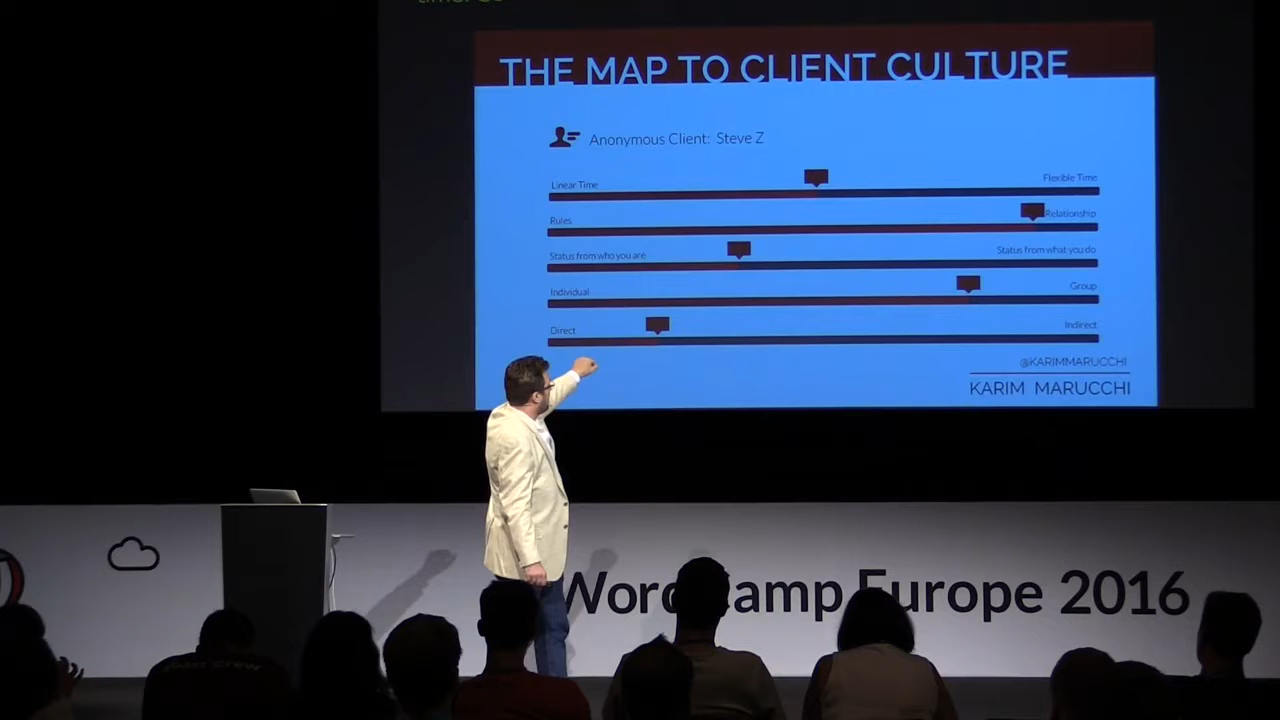 THE MAP TO CLIENT CULTURE
Anonymous Client: Steve Z
Linear Time Flexible Time
Rules Relationship
Status from who you are Status from what you do
Individual Group
Direct Indirect
@KARIMMARUCCHI
KARIM MARUCCHI
WordCamp Europe 2016